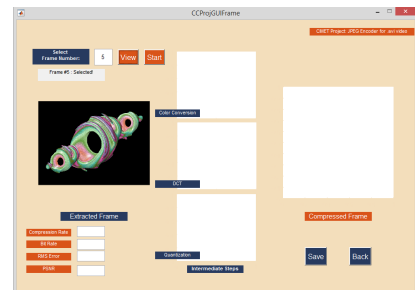 CCProjGUIFrame
CINET Project: JPEG Encoder for .avi video
Select
Frame Number:
5
View
Start
Frame #5 : Selected!
Color Conversion
DCT
Extracted Frame
Compressed Frame
Compression Rate
Bit Rate
RMS Error
PSNR
Quantization
Intermediate Steps
Save
Back